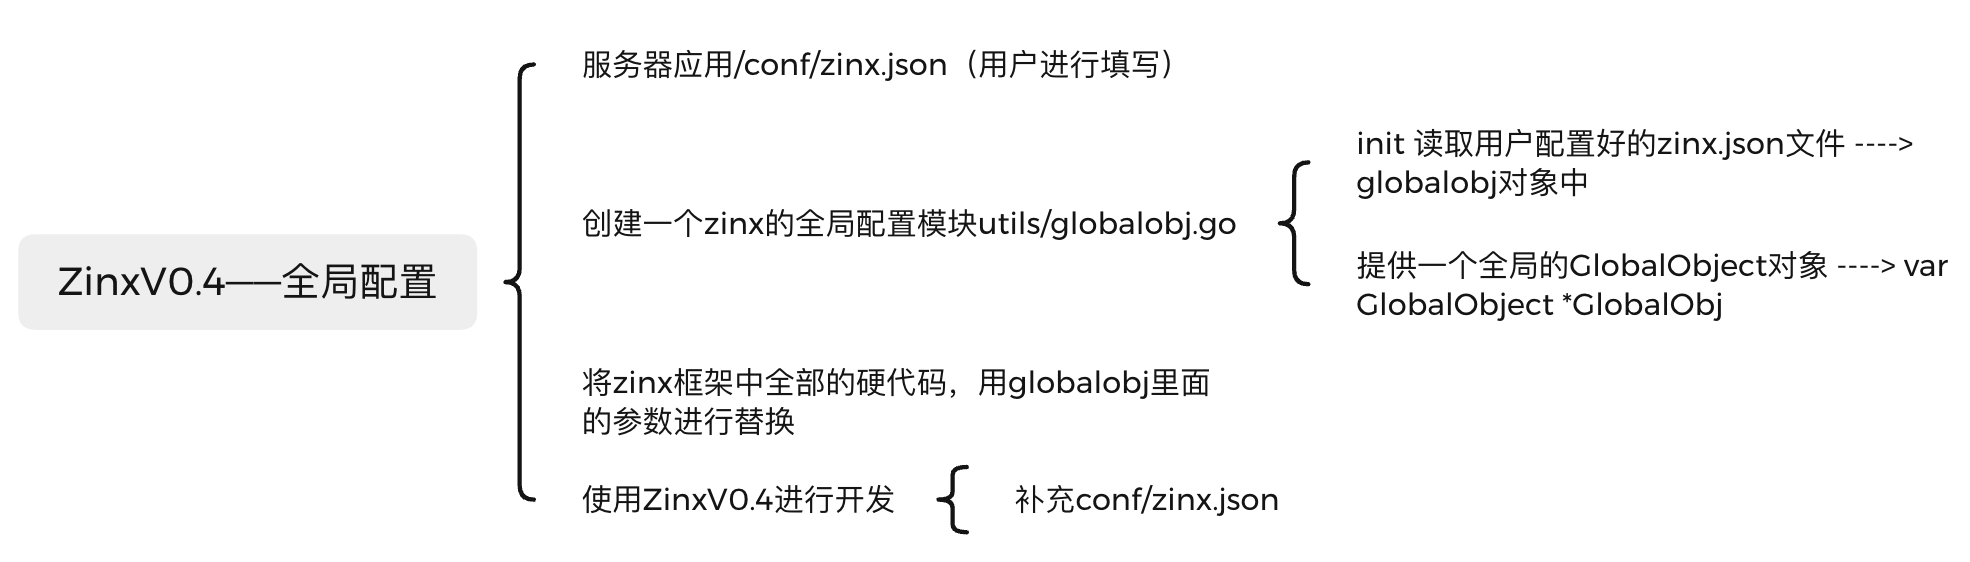 服务器应用/conf/zinx.json（用户进行填写）
init 读取用户配置好的zinx.json文件 ---->
globalobj对象中
创建一个zinx的全局配置模块utils/globalobj.go
提供一个全局的GlobalObject对象 ----> var
GlobalObject *GlobalObj
ZinxV0.4——全局配置
将zinx框架中全部的硬代码，用globalobj里面
的参数进行替换
使用ZinxV0.4进行开发
补充conf/zinx.json